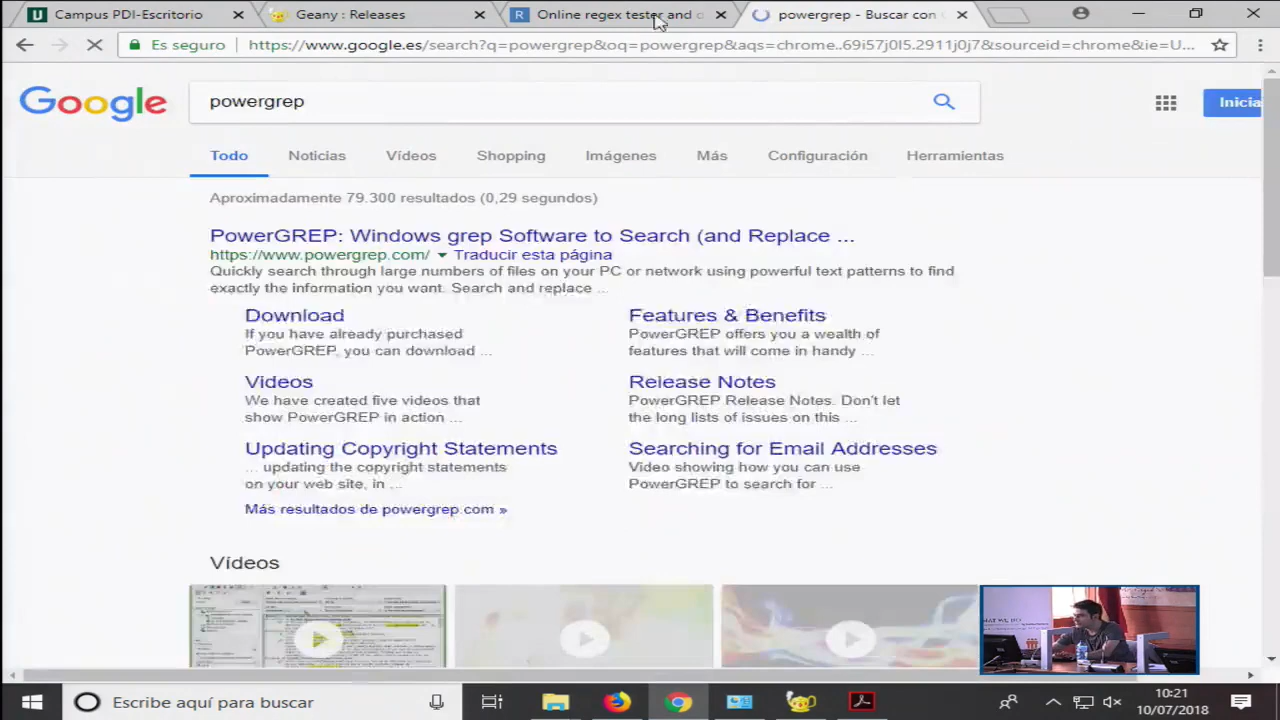 Campus PDI-Escritorio
Geany : Releases
Online regex tester and
powergrep - Buscar con
Es seguro
https://www.google.es/search?q=powergrep&oq=powergrep&aqs=chrome..69i57j0l5.2911j0j7&sourceid=chrome&ie=U...
Google
powergrep
Inicia
Todo
Noticias
Vídeos
Shopping
Imágenes
Más
Configuración
Herramientas
Aproximadamente 79.300 resultados (0,29 segundos)
PowerGREP: Windows grep Software to Search (and Replace ...
https://www.powergrep.com/ Traducir esta página
Quickly search through large numbers of files on your PC or network using powerful text patterns to find
exactly the information you want. Search and replace ...
Download
If you have already purchased
PowerGREP, you can download ...
Features & Benefits
PowerGREP offers you a wealth of
features that will come in handy ...
Videos
We have created five videos that
show PowerGREP in action ...
Release Notes
PowerGREP Release Notes. Don't let
the long lists of issues on this ...
Updating Copyright Statements
... updating the copyright statements
on your web site, in ...
Searching for Email Addresses
Video showing how you can use
PowerGREP to search for ...
Más resultados de powergrep.com »
Vídeos
Escribe aquí para buscar
10:21
10/07/2018